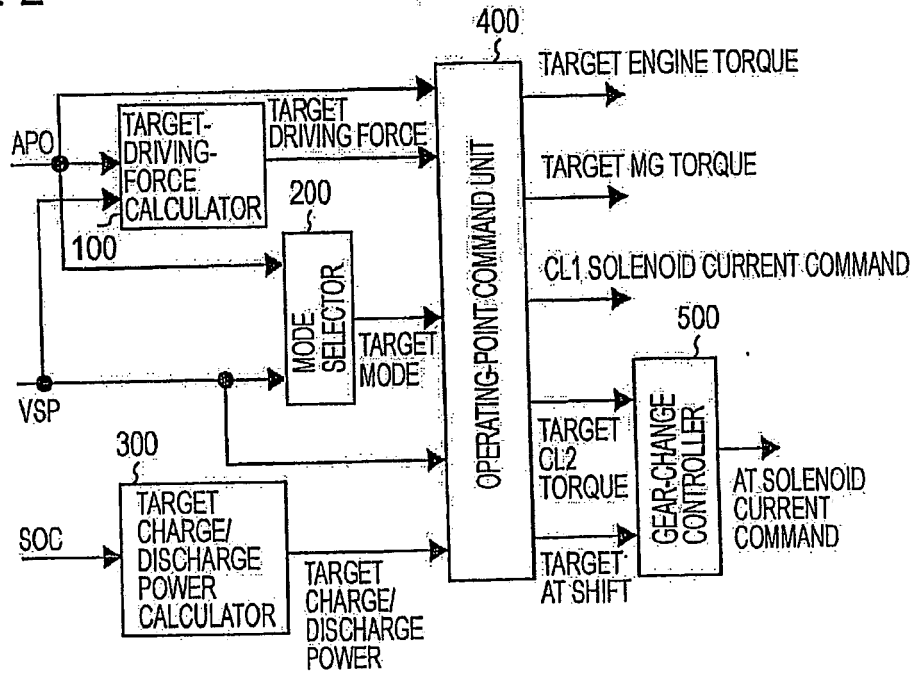 400
TARGET ENGINE TORQUE
APO
TARGET-
DRIVING-
FORCE
CALCULATOR
100
TARGET
DRIVING FORCE
TARGET MG TORQUE
200
MODE
SELECTOR
TARGET
MODE
OPERATING-POINT COMMAND UNIT
CL1 SOLENOID CURRENT COMMAND
500
VSP
TARGET
CL2
TORQUE
GEAR-CHANGE
CONTROLLER
AT SOLENOID
CURRENT
COMMAND
300
SOC
TARGET
CHARGE/
DISCHARGE
POWER
CALCULATOR
TARGET
CHARGE/
DISCHARGE
POWER
TARGET
AT SHIFT